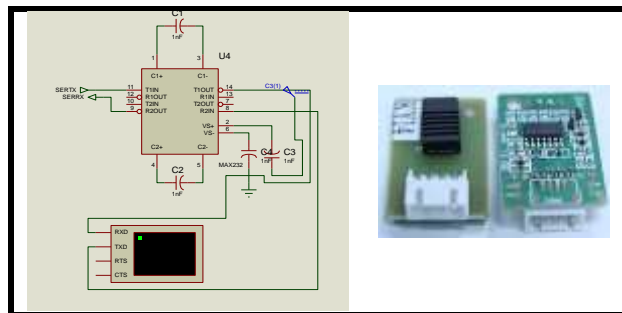 C1
1nF
U4
1
3
C1+
C1-
SERTX
SERRX
11
12
10
9
T1IN
R1OUT
T2IN
R2OUT
T1OUT
R1IN
T2OUT
R2IN
14
13
7
8
C3(1)
VS+
VS-
2
6
C2+
C2-
4
5
C2
1nF
MAX232
C4
1nF
C3
1nF
RXD
TXD
RTS
CTS